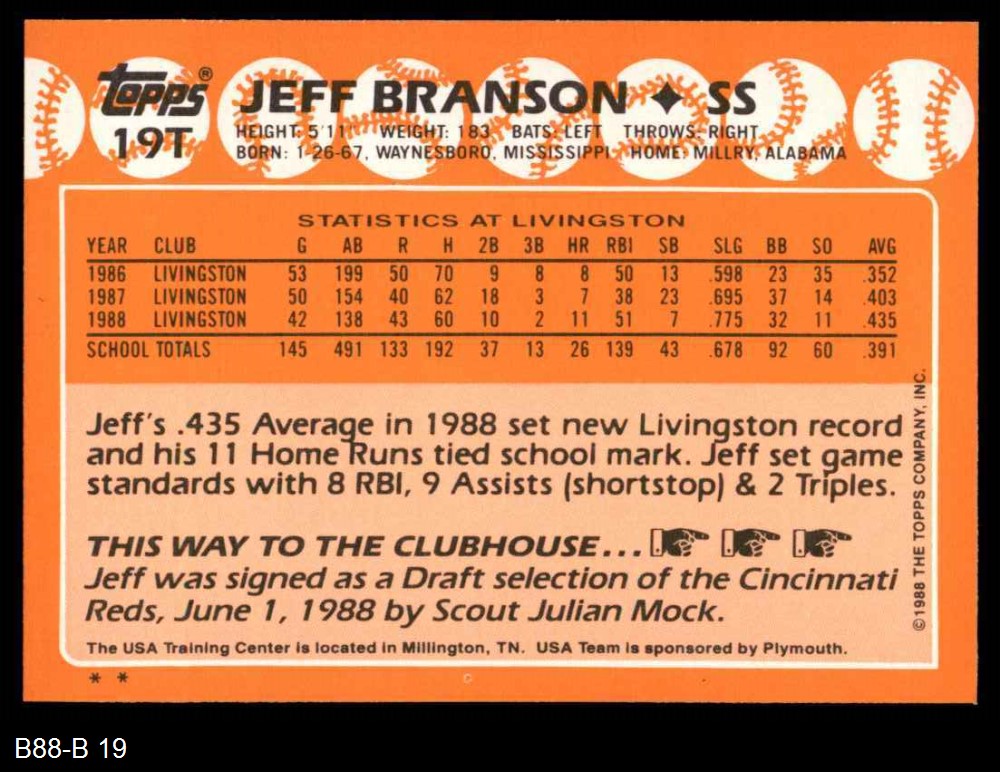 topps®
19T
JEFF BRANSON ♦ SS
HEIGHT: 5'11" WEIGHT: 183 BATS: LEFT THROWS: RIGHT
BORN: 1-26-67, WAYNESBORO, MISSISSIPPI HOME: MILLRY, ALABAMA
STATISTICS AT LIVINGSTON
YEAR CLUB G AB R H 2B 3B HR RBI SB SLG BB SO AVG
1986 LIVINGSTON 53 199 50 70 9 8 8 50 13 .598 23 35 .352
1987 LIVINGSTON 50 154 40 62 18 3 7 38 23 .695 37 14 .403
1988 LIVINGSTON 42 138 43 60 10 2 11 51 7 .775 32 11 .435
SCHOOL TOTALS 145 491 133 192 37 13 26 139 43 .678 92 60 .391
Jeff's .435 Average in 1988 set new Livingston record
and his 11 Home Runs tied school mark. Jeff set game
standards with 8 RBI, 9 Assists (shortstop) & 2 Triples.
THIS WAY TO THE CLUBHOUSE...
Jeff was signed as a Draft selection of the Cincinnati
Reds, June 1, 1988 by Scout Julian Mock.
The USA Training Center is located in Millington, TN. USA Team is sponsored by Plymouth.
©1988 THE TOPPS COMPANY, INC.
* *
C
B88-B 19